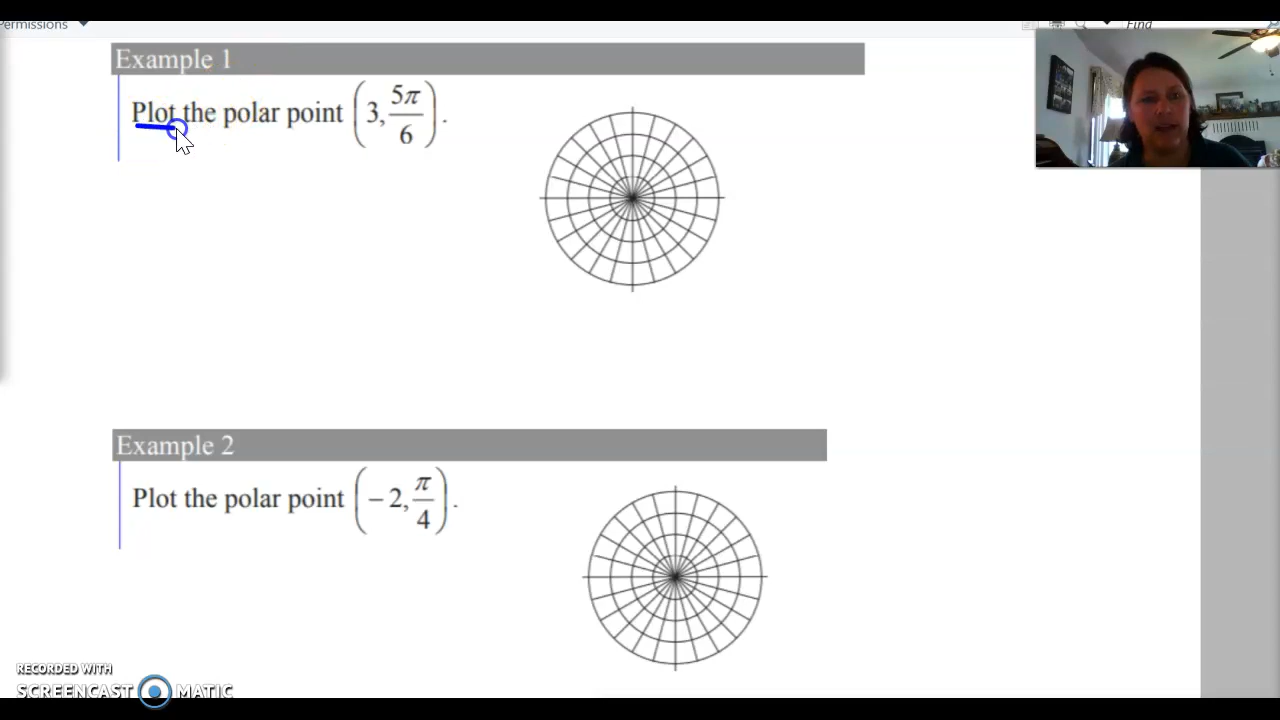 Permissions
Find
Example 1
Plot the polar point (3, 5π/6).
Example 2
Plot the polar point (−2, π/4).
RECORDED WITH
SCREENCAST MATIC